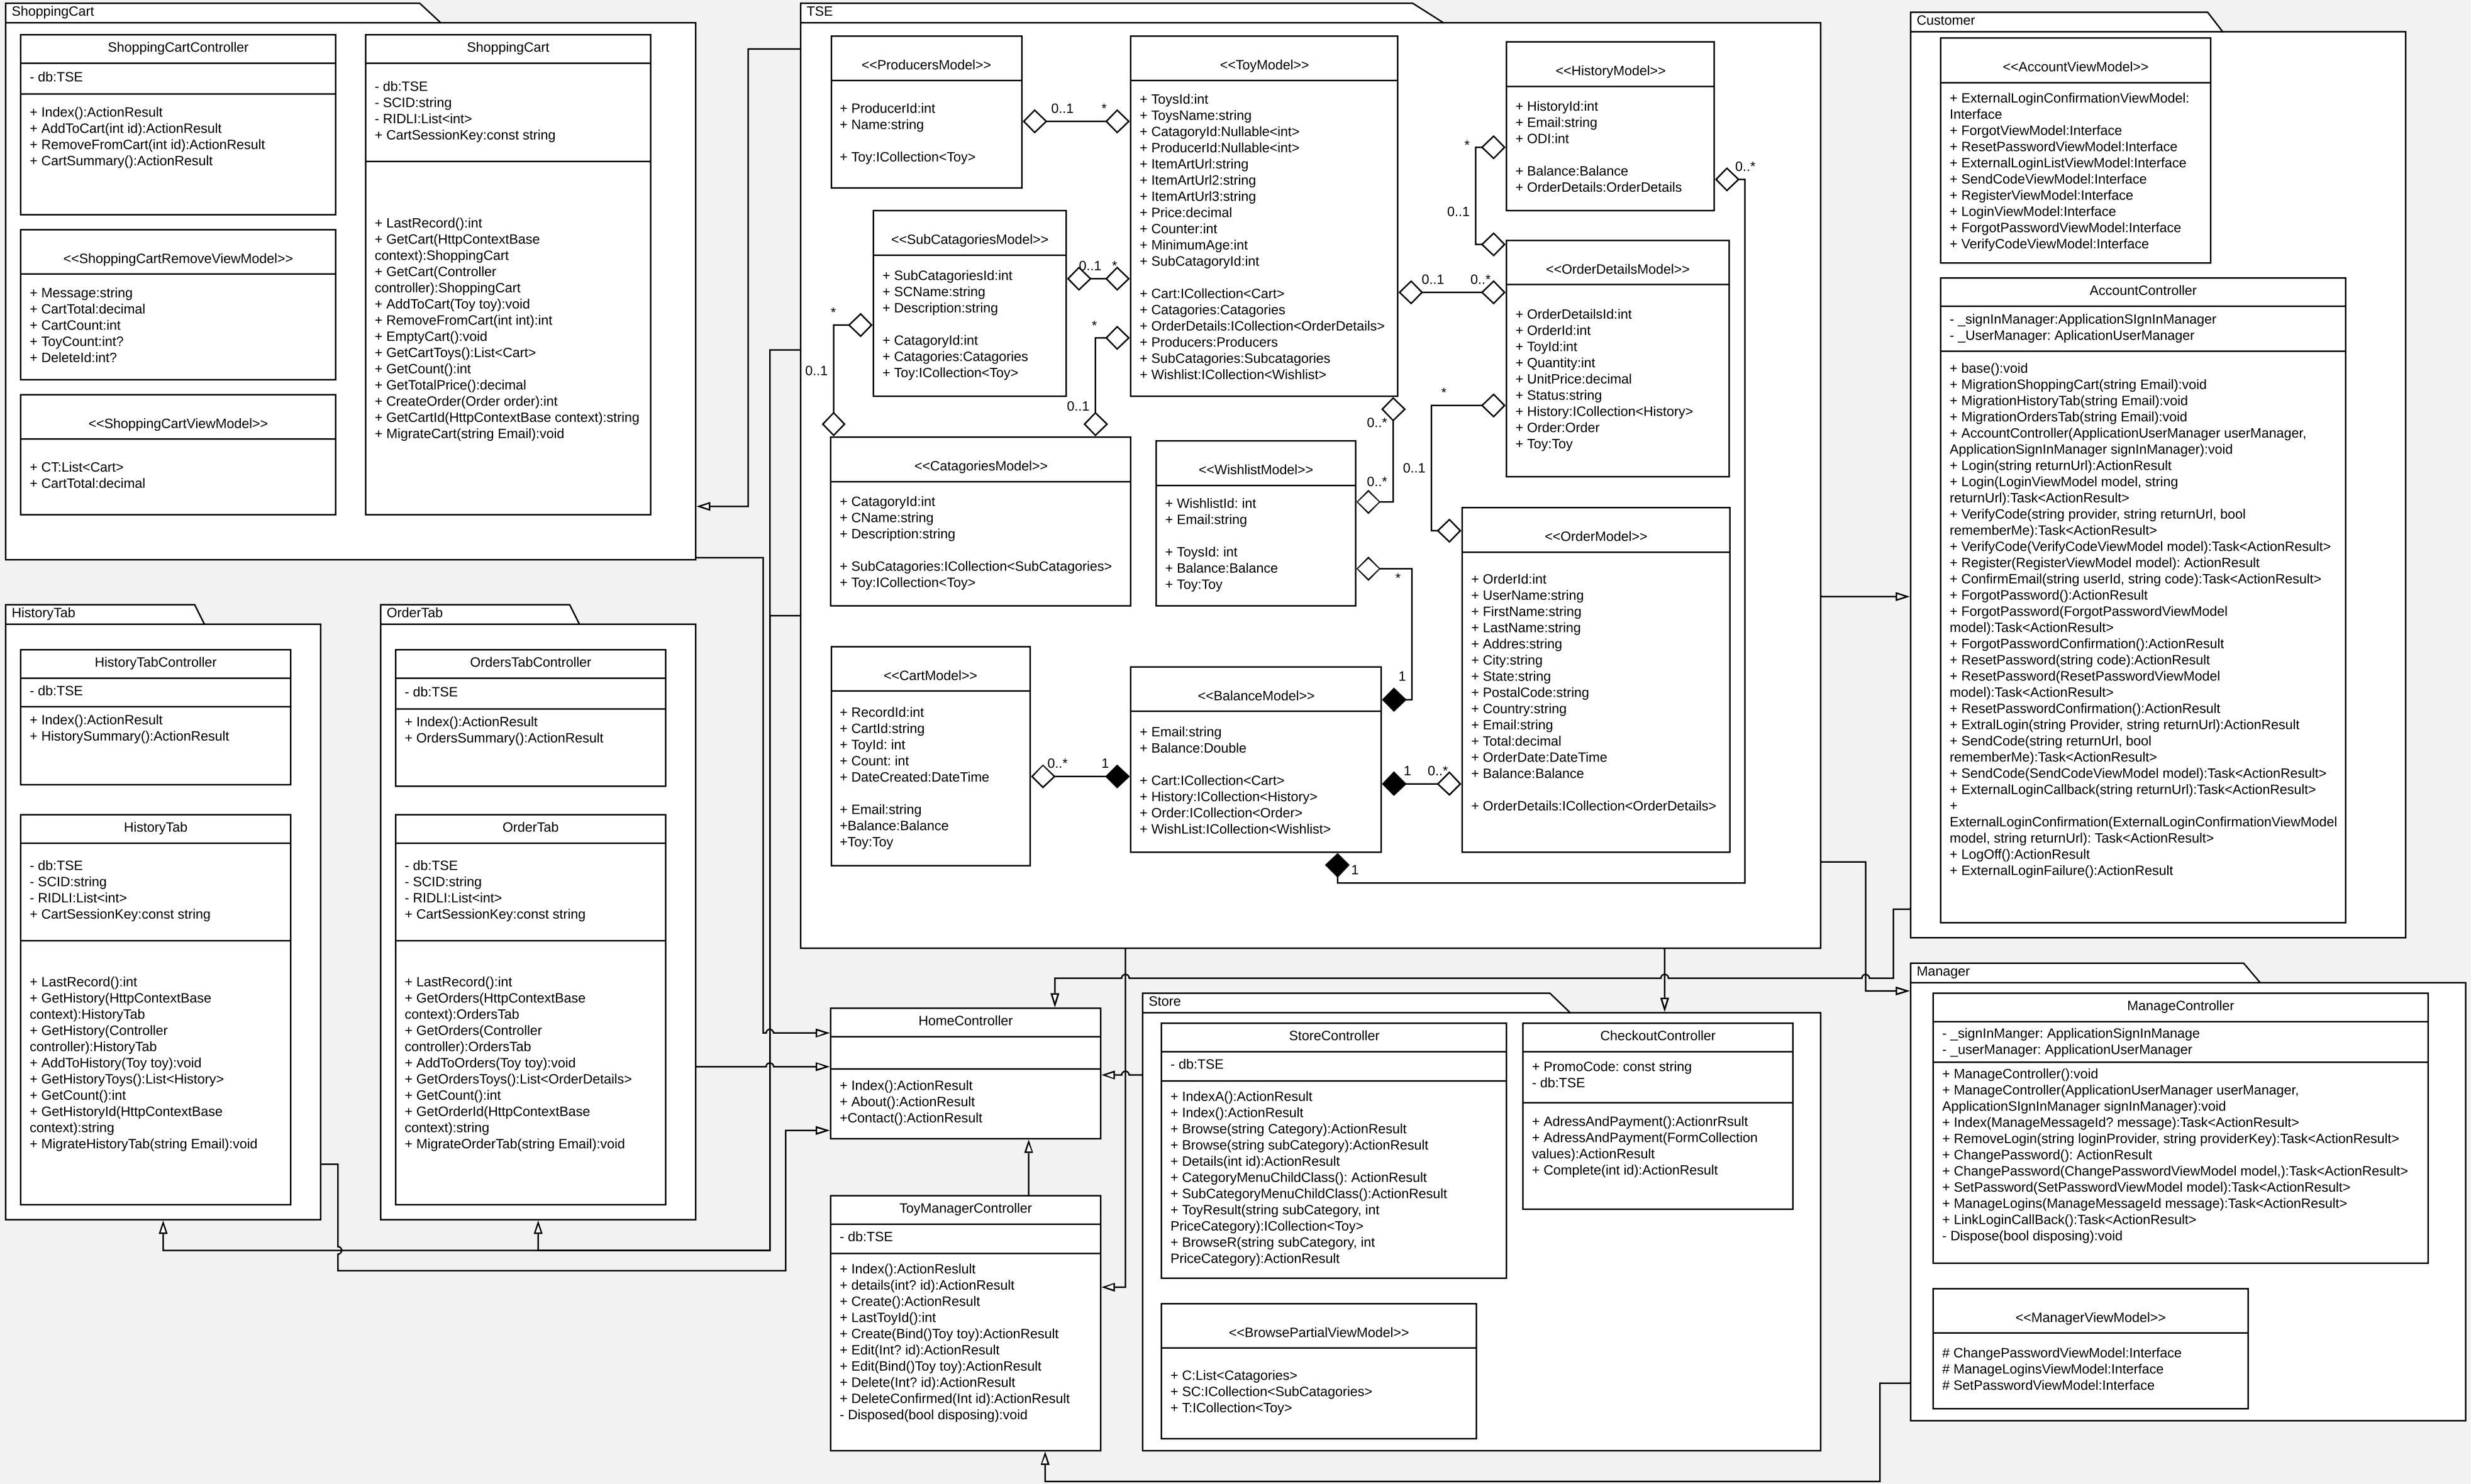 ShoppingCart
ShoppingCartController
- db:TSE
+ Index():ActionResult
+ AddToCart(int id):ActionResult
+ RemoveFromCart(int id):ActionResult
+ CartSummary():ActionResult
<<ShoppingCartRemoveViewModel>>
+ Message:string
+ CartTotal:decimal
+ CartCount:int
+ ToyCount:int?
+ DeleteId:int?
<<ShoppingCartViewModel>>
+ CT:List<Cart>
+ CartTotal:decimal
ShoppingCart
- db:TSE
- SCID:string
- RIDLI:List<int>
+ CartSessionKey:const string
+ LastRecord():int
+ GetCart(HttpContextBase
context):ShoppingCart
+ GetCart(Controller
controller):ShoppingCart
+ AddToCart(Toy toy):void
+ RemoveFromCart(int int):int
+ EmptyCart():void
+ GetCartToys():List<Cart>
+ GetCount():int
+ GetTotalPrice():decimal
+ CreateOrder(Order order):int
+ GetCartId(HttpContextBase context):string
+ MigrateCart(string Email):void
TSE
<<ProducersModel>>
+ ProducerId:int
+ Name:string
+ Toy:ICollection<Toy>
0..1
*
<<ToyModel>>
+ ToysId:int
+ ToysName:string
+ CatagoryId:Nullable<int>
+ ProducerId:Nullable<int>
+ ItemArtUrl:string
+ ItemArtUrl2:string
+ ItemArtUrl3:string
+ Price:decimal
+ Counter:int
+ MinimumAge:int
+ SubCatagoryId:int
+ Cart:ICollection<Cart>
+ Catagories:Catagories
+ OrderDetails:ICollection<OrderDetails>
+ Producers:Producers
+ SubCatagories:Subcatagories
+ Wishlist:ICollection<Wishlist>
<<HistoryModel>>
+ HistoryId:int
+ Email:string
+ ODI:int
+ Balance:Balance
+ OrderDetails:OrderDetails
*
0..1
0..*
<<SubCatagoriesModel>>
+ SubCatagoriesId:int
+ SCName:string
+ Description:string
+ CatagoryId:int
+ Catagories:Catagories
+ Toy:ICollection<Toy>
0..1
*
*
0..1
*
0..1
0..1
0..*
<<OrderDetailsModel>>
+ OrderDetailsId:int
+ OrderId:int
+ ToyId:int
+ Quantity:int
+ UnitPrice:decimal
+ Status:string
+ History:ICollection<History>
+ Order:Order
+ Toy:Toy
*
0..1
0..*
0..*
<<CatagoriesModel>>
+ CatagoryId:int
+ CName:string
+ Description:string
+ SubCatagories:ICollection<SubCatagories>
+ Toy:ICollection<Toy>
<<WishlistModel>>
+ WishlistId: int
+ Email:string
+ ToysId: int
+ Balance:Balance
+ Toy:Toy
*
1
<<OrderModel>>
+ OrderId:int
+ UserName:string
+ FirstName:string
+ LastName:string
+ Addres:string
+ City:string
+ State:string
+ PostalCode:string
+ Country:string
+ Email:string
+ Total:decimal
+ OrderDate:DateTime
+ Balance:Balance
+ OrderDetails:ICollection<OrderDetails>
<<CartModel>>
+ RecordId:int
+ CartId:string
+ ToyId: int
+ Count: int
+ DateCreated:DateTime
+ Email:string
+Balance:Balance
+Toy:Toy
0..*
1
<<BalanceModel>>
+ Email:string
+ Balance:Double
+ Cart:ICollection<Cart>
+ History:ICollection<History>
+ Order:ICollection<Order>
+ WishList:ICollection<Wishlist>
1
0..*
1
Customer
<<AccountViewModel>>
+ ExternalLoginConfirmationViewModel:
Interface
+ ForgotViewModel:Interface
+ ResetPasswordViewModel:Interface
+ ExternalLoginListViewModel:Interface
+ SendCodeViewModel:Interface
+ RegisterViewModel:Interface
+ LoginViewModel:Interface
+ ForgotPasswordViewModel:Interface
+ VerifyCodeViewModel:Interface
AccountController
- _signInManager:ApplicationSIgnInManager
- _UserManager: AplicationUserManager
+ base():void
+ MigrationShoppingCart(string Email):void
+ MigrationHistoryTab(string Email):void
+ MigrationOrdersTab(string Email):void
+ AccountController(ApplicationUserManager userManager,
ApplicationSignInManager signInManager):void
+ Login(string returnUrl):ActionResult
+ Login(LoginViewModel model, string
returnUrl):Task<ActionResult>
+ VerifyCode(string provider, string returnUrl, bool
rememberMe):Task<ActionResult>
+ VerifyCode(VerifyCodeViewModel model):Task<ActionResult>
+ Register(RegisterViewModel model): ActionResult
+ ConfirmEmail(string userId, string code):Task<ActionResult>
+ ForgotPassword():ActionResult
+ ForgotPassword(ForgotPasswordViewModel
model):Task<ActionResult>
+ ForgotPasswordConfirmation():ActionResult
+ ResetPassword(string code):ActionResult
+ ResetPassword(ResetPasswordViewModel
model):Task<ActionResult>
+ ResetPasswordConfirmation():ActionResult
+ ExtralLogin(string Provider, string returnUrl):ActionResult
+ SendCode(string returnUrl, bool
rememberMe):Task<ActionResult>
+ SendCode(SendCodeViewModel model):Task<ActionResult>
+ ExternalLoginCallback(string returnUrl):Task<ActionResult>
+
ExternalLoginConfirmation(ExternalLoginConfirmationViewModel
model, string returnUrl): Task<ActionResult>
+ LogOff():ActionResult
+ ExternalLoginFailure():ActionResult
HistoryTab
HistoryTabController
- db:TSE
+ Index():ActionResult
+ HistorySummary():ActionResult
HistoryTab
- db:TSE
- SCID:string
- RIDLI:List<int>
+ CartSessionKey:const string
+ LastRecord():int
+ GetHistory(HttpContextBase
context):HistoryTab
+ GetHistory(Controller
controller):HistoryTab
+ AddToHistory(Toy toy):void
+ GetHistoryToys():List<History>
+ GetCount():int
+ GetHistoryId(HttpContextBase
context):string
+ MigrateHistoryTab(string Email):void
OrderTab
OrdersTabController
- db:TSE
+ Index():ActionResult
+ OrdersSummary():ActionResult
OrderTab
- db:TSE
- SCID:string
- RIDLI:List<int>
+ CartSessionKey:const string
+ LastRecord():int
+ GetOrders(HttpContextBase
context):OrdersTab
+ GetOrders(Controller
controller):OrdersTab
+ AddToOrders(Toy toy):void
+ GetOrdersToys():List<OrderDetails>
+ GetCount():int
+ GetOrderId(HttpContextBase
context):string
+ MigrateOrderTab(string Email):void
HomeController
+ Index():ActionResult
+ About():ActionResult
+Contact():ActionResult
ToyManagerController
- db:TSE
+ Index():ActionReslult
+ details(int? id):ActionResult
+ Create():ActionResult
+ LastToyId():int
+ Create(Bind()Toy toy):ActionResult
+ Edit(Int? id):ActionResult
+ Edit(Bind()Toy toy):ActionResult
+ Delete(Int? id):ActionResult
+ DeleteConfirmed(Int id):ActionResult
- Disposed(bool disposing):void
Store
StoreController
- db:TSE
+ IndexA():ActionResult
+ Index():ActionResult
+ Browse(string Category):ActionResult
+ Browse(string subCategory):ActionResult
+ Details(int id):ActionResult
+ CategoryMenuChildClass(): ActionResult
+ SubCategoryMenuChildClass():ActionResult
+ ToyResult(string subCategory, int
PriceCategory):ICollection<Toy>
+ BrowseR(string subCategory, int
PriceCategory):ActionResult
CheckoutController
+ PromoCode: const string
- db:TSE
+ AdressAndPayment():ActionrRsult
+ AdressAndPayment(FormCollection
values):ActionResult
+ Complete(int id):ActionResult
<<BrowsePartialViewModel>>
+ C:List<Catagories>
+ SC:ICollection<SubCatagories>
+ T:ICollection<Toy>
Manager
ManageController
- _signInManger: ApplicationSignInManage
- _userManager: ApplicationUserManager
+ ManageController():void
+ ManageController(ApplicationUserManager userManager,
ApplicationSIgnInManager signInManager):void
+ Index(ManageMessageId? message):Task<ActionResult>
+ RemoveLogin(string loginProvider, string providerKey):Task<ActionResult>
+ ChangePassword(): ActionResult
+ ChangePassword(ChangePasswordViewModel model,):Task<ActionResult>
+ SetPassword(SetPasswordViewModel model):Task<ActionResult>
+ ManageLogins(ManageMessageId message):Task<ActionResult>
+ LinkLoginCallBack():Task<ActionResult>
- Dispose(bool disposing):void
<<ManagerViewModel>>
# ChangePasswordViewModel:Interface
# ManageLoginsViewModel:Interface
# SetPasswordViewModel:Interface